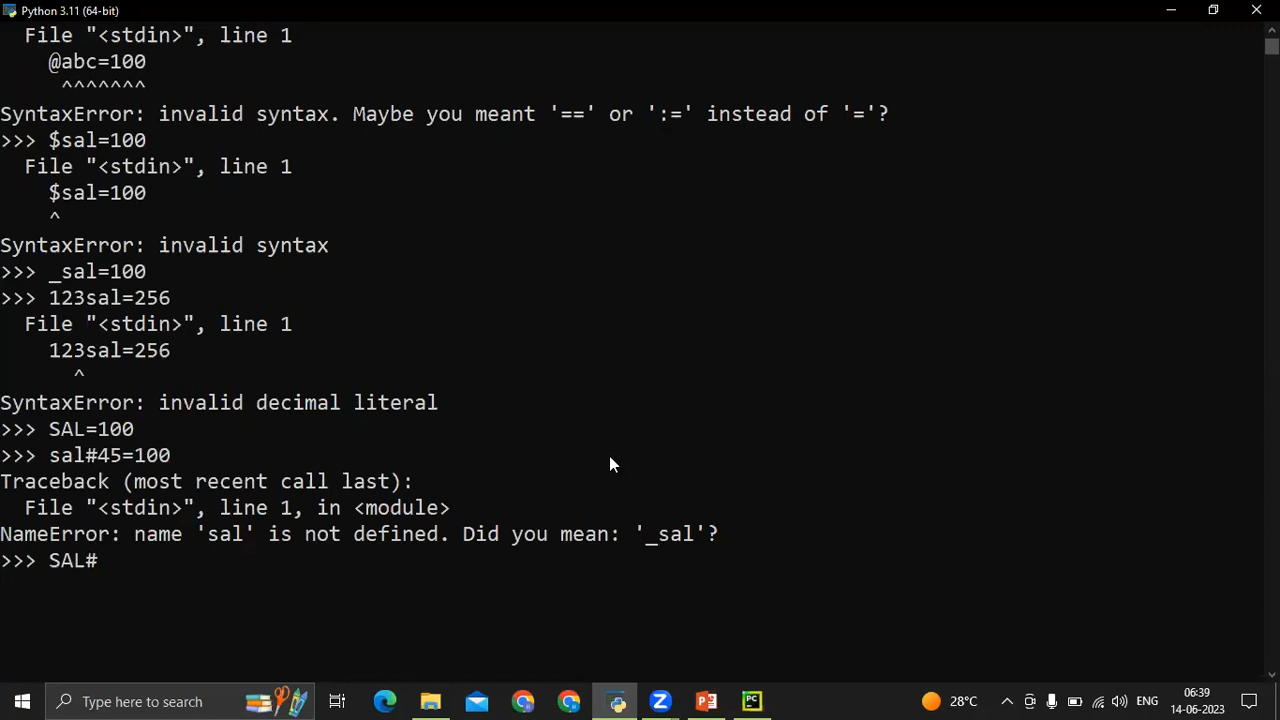 Python 3.11 (64-bit)
  File "<stdin>", line 1
    @abc=100
     ^^^^^^^
SyntaxError: invalid syntax. Maybe you meant '==' or ':=' instead of '='?
>>> $sal=100
  File "<stdin>", line 1
    $sal=100
    ^
SyntaxError: invalid syntax
>>> _sal=100
>>> 123sal=256
  File "<stdin>", line 1
    123sal=256
      ^
SyntaxError: invalid decimal literal
>>> SAL=100
>>> sal#45=100
Traceback (most recent call last):
  File "<stdin>", line 1, in <module>
NameError: name 'sal' is not defined. Did you mean: '_sal'?
>>> SAL#
Type here to search
28°C
ENG
06:39
14-06-2023